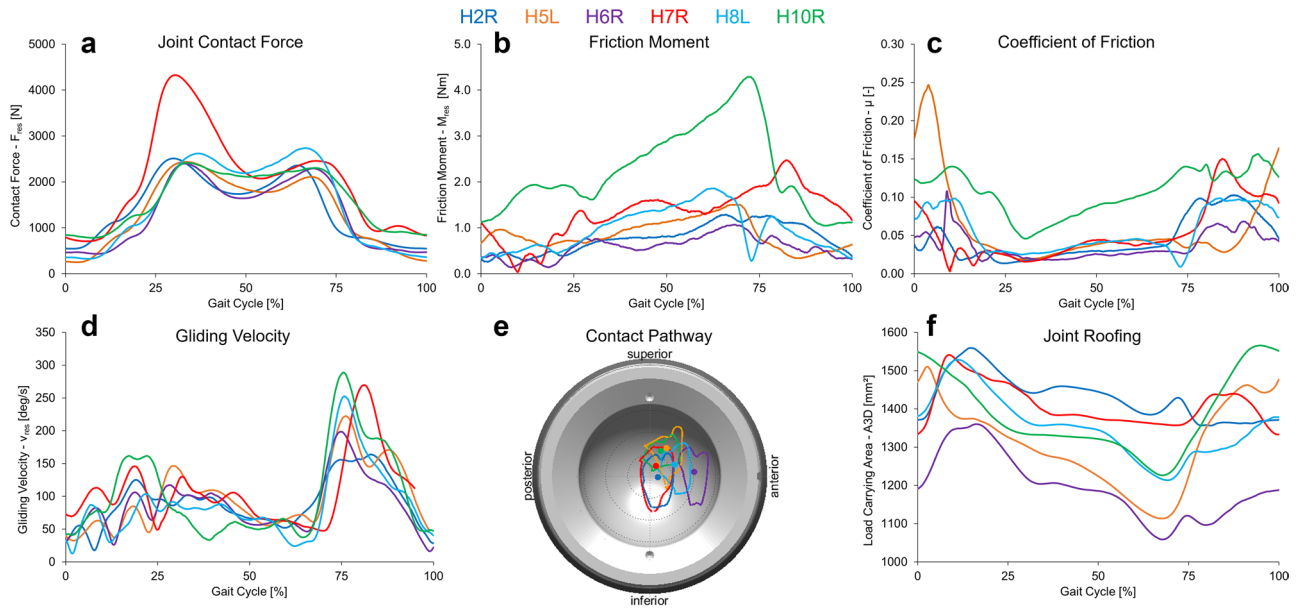 H2R H5L H6R H7R H8L H10R
a Joint Contact Force
Contact Force - Fres [N]
5000
4000
3000
2000
1000
0
0 25 50 75 100
Gait Cycle [%]
b Friction Moment
Friction Moment - Mres [Nm]
5.0
4.0
3.0
2.0
1.0
0.0
0 25 50 75 100
Gait Cycle [%]
c Coefficient of Friction
Coefficient of Friction - µ [-]
0.30
0.25
0.20
0.15
0.10
0.05
0.00
0 25 50 75 100
Gait Cycle [%]
d Gliding Velocity
Gliding Velocity - vres [deg/s]
350
300
250
200
150
100
50
0
0 25 50 75 100
Gait Cycle [%]
e Contact Pathway
superior
posterior
anterior
inferior
f Joint Roofing
Load Carrying Area - A3D [mm²]
1600
1500
1400
1300
1200
1100
1000
0 25 50 75 100
Gait Cycle [%]